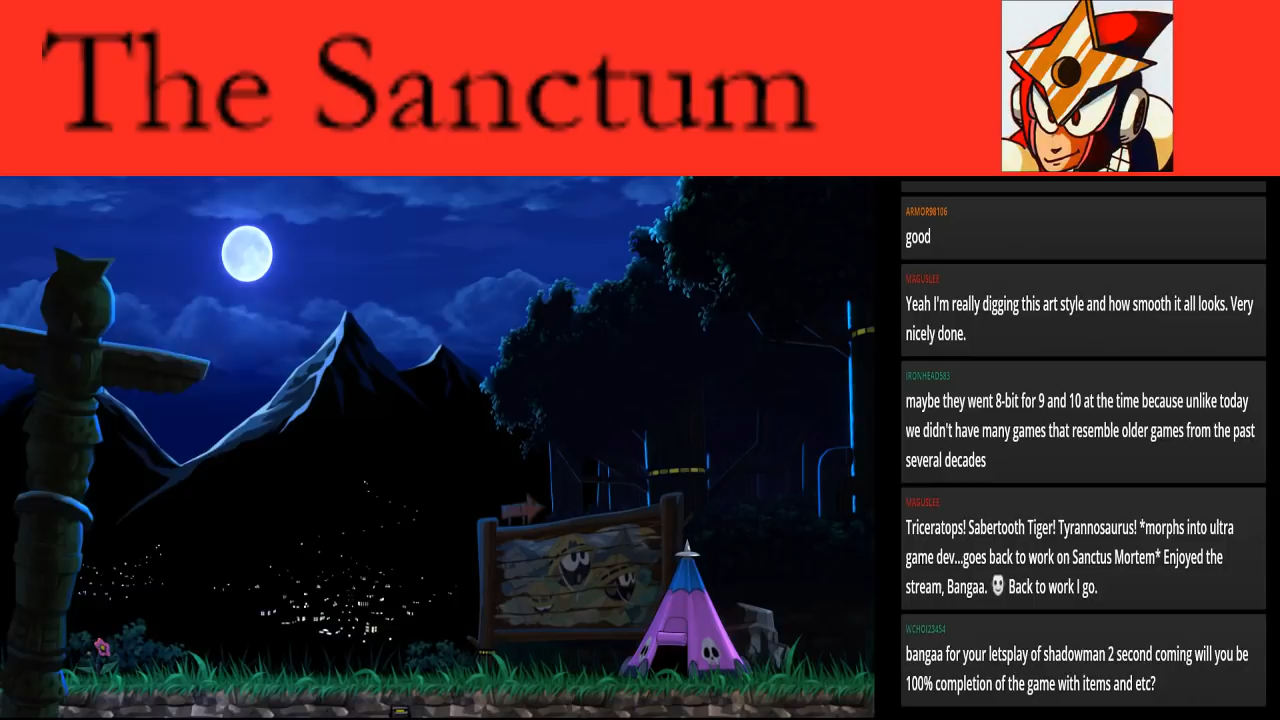 The Sanctum
ARMOR98106
good
MAGUSLEE
Yeah I'm really digging this art style and how smooth it all looks. Very
nicely done.
IRONHEAD583
maybe they went 8-bit for 9 and 10 at the time because unlike today
we didn't have many games that resemble older games from the past
several decades
MAGUSLEE
Triceratops! Sabertooth Tiger! Tyrannosaurus! *morphs into ultra
game dev...goes back to work on Sanctus Mortem* Enjoyed the
stream, Bangaa. Back to work I go.
WCHOI23454
bangaa for your letsplay of shadowman 2 second coming will you be
100% completion of the game with items and etc?